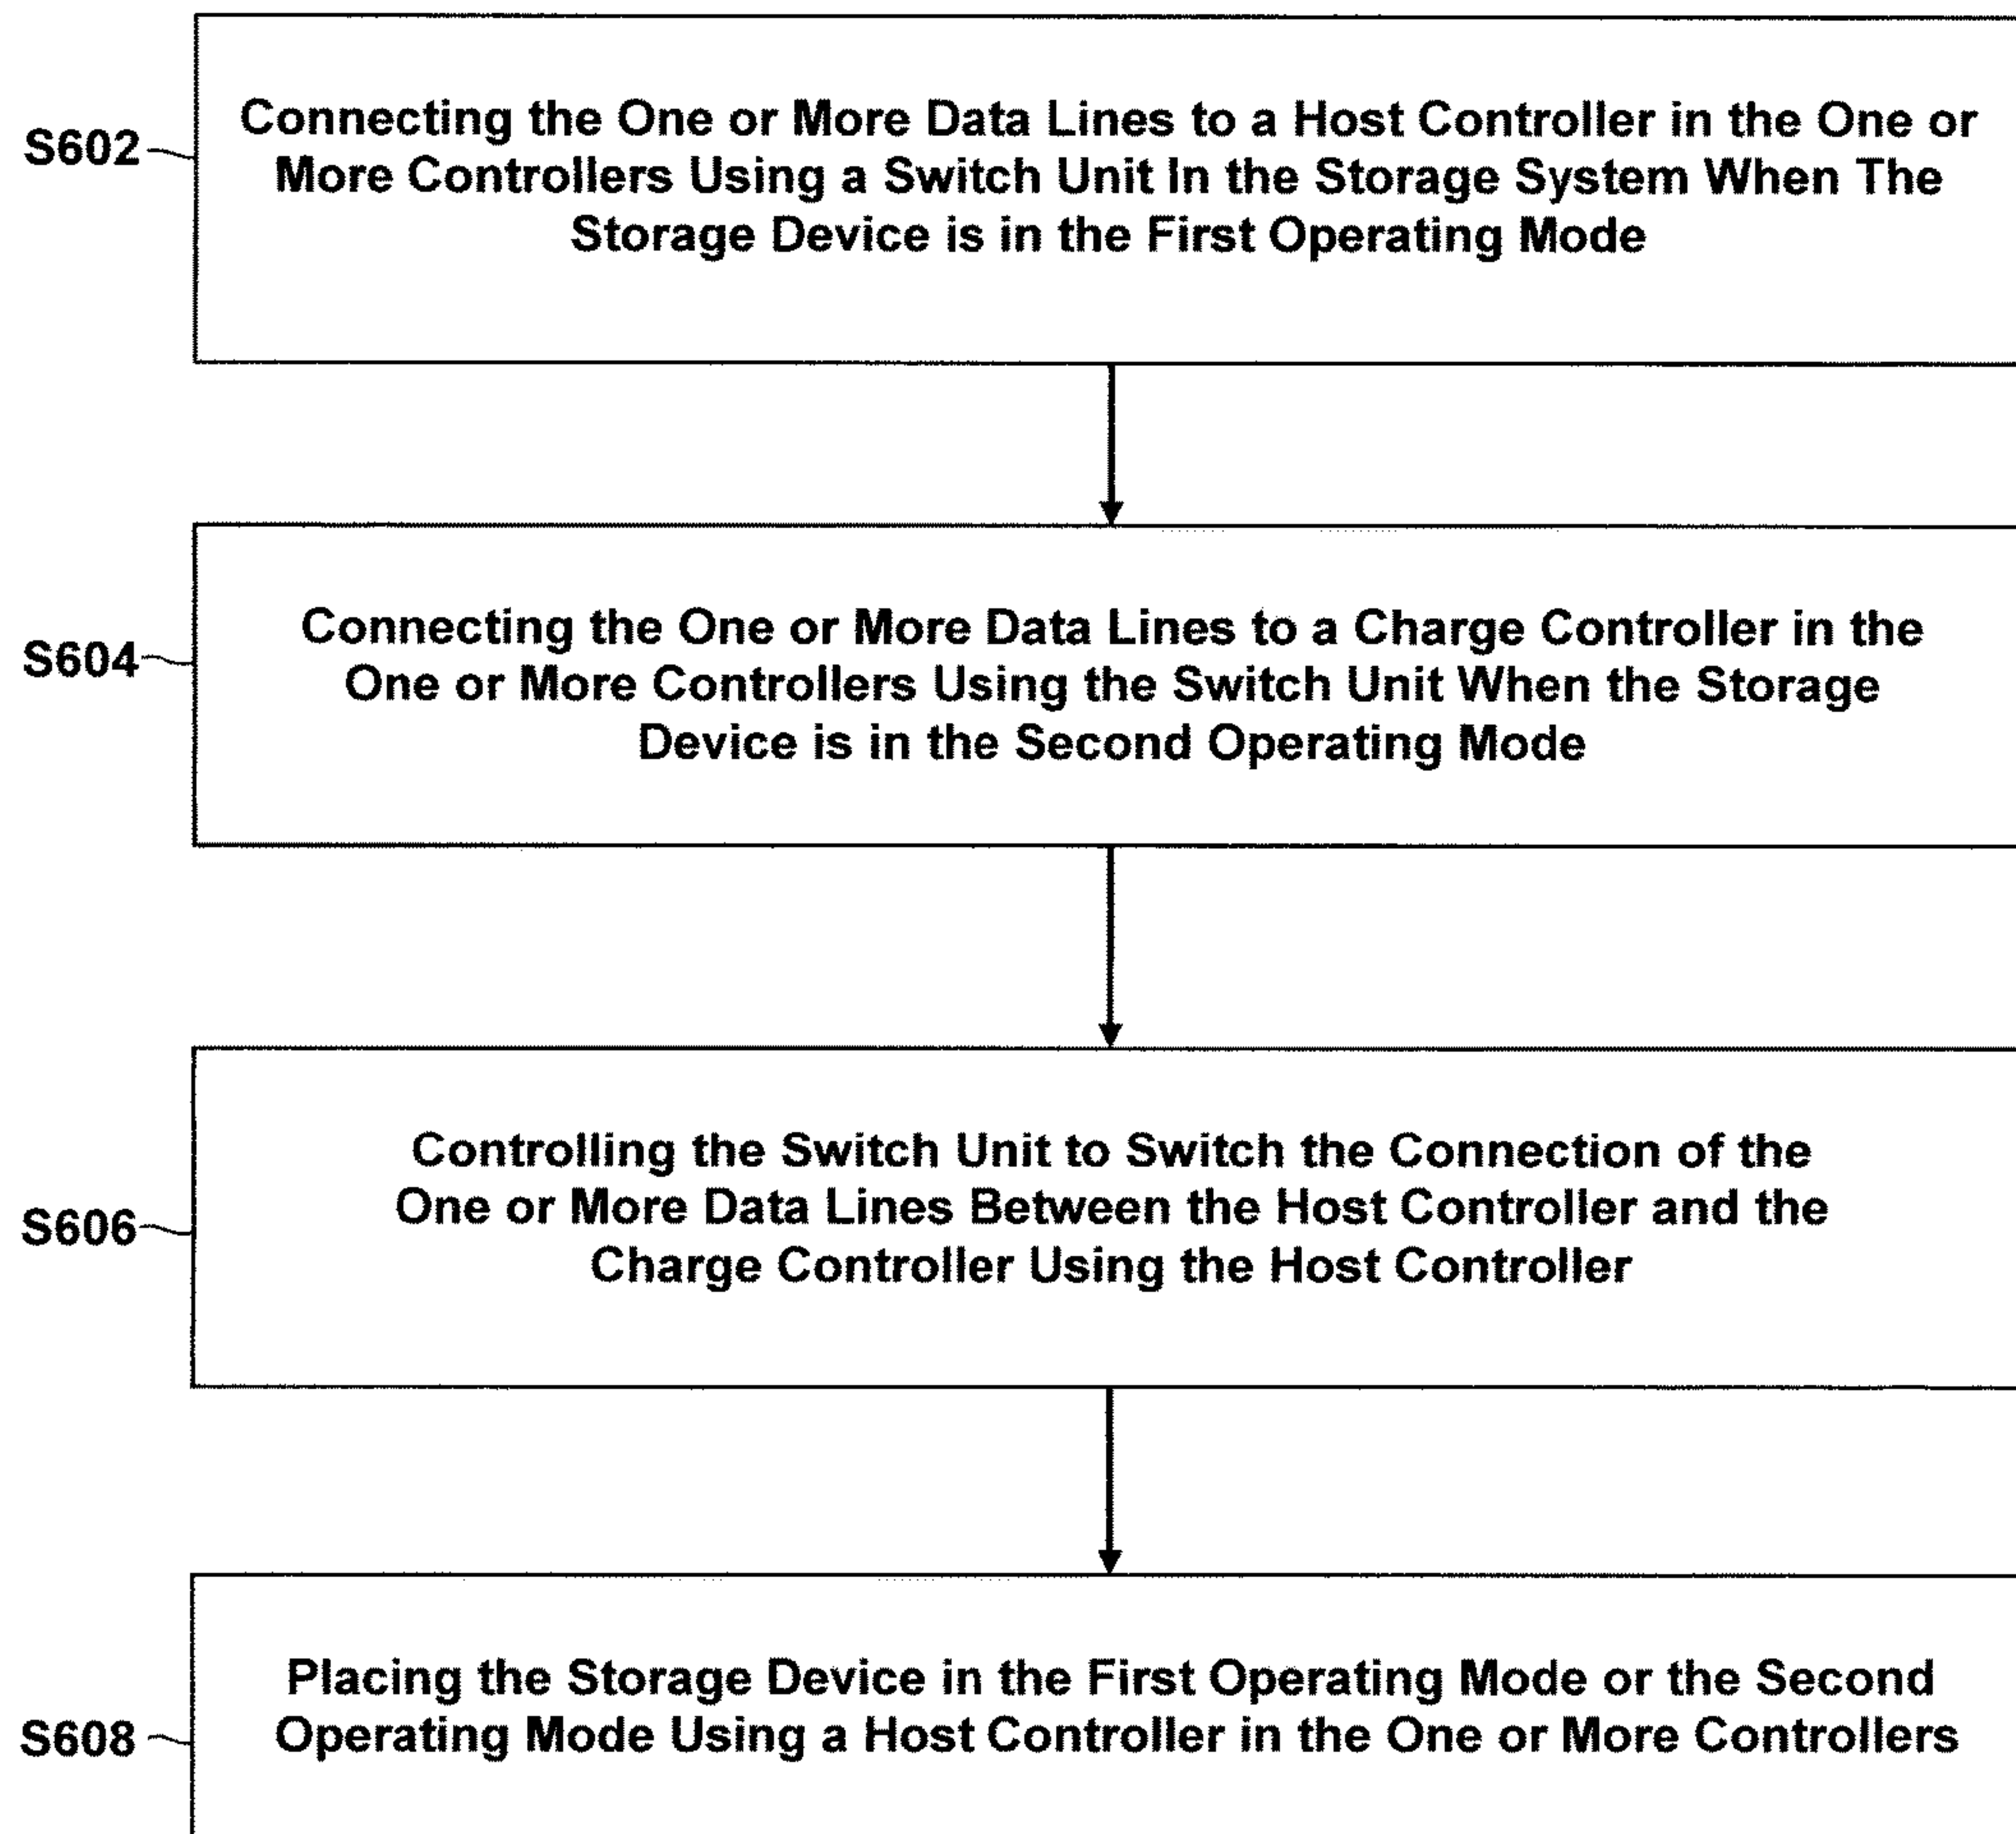 S602
Connecting the One or More Data Lines to a Host Controller in the One or
More Controllers Using a Switch Unit In the Storage System When The
Storage Device is in the First Operating Mode
S604
Connecting the One or More Data Lines to a Charge Controller in the
One or More Controllers Using the Switch Unit When the Storage
Device is in the Second Operating Mode
S606
Controlling the Switch Unit to Switch the Connection of the
One or More Data Lines Between the Host Controller and the
Charge Controller Using the Host Controller
S608
Placing the Storage Device in the First Operating Mode or the Second
Operating Mode Using a Host Controller in the One or More Controllers